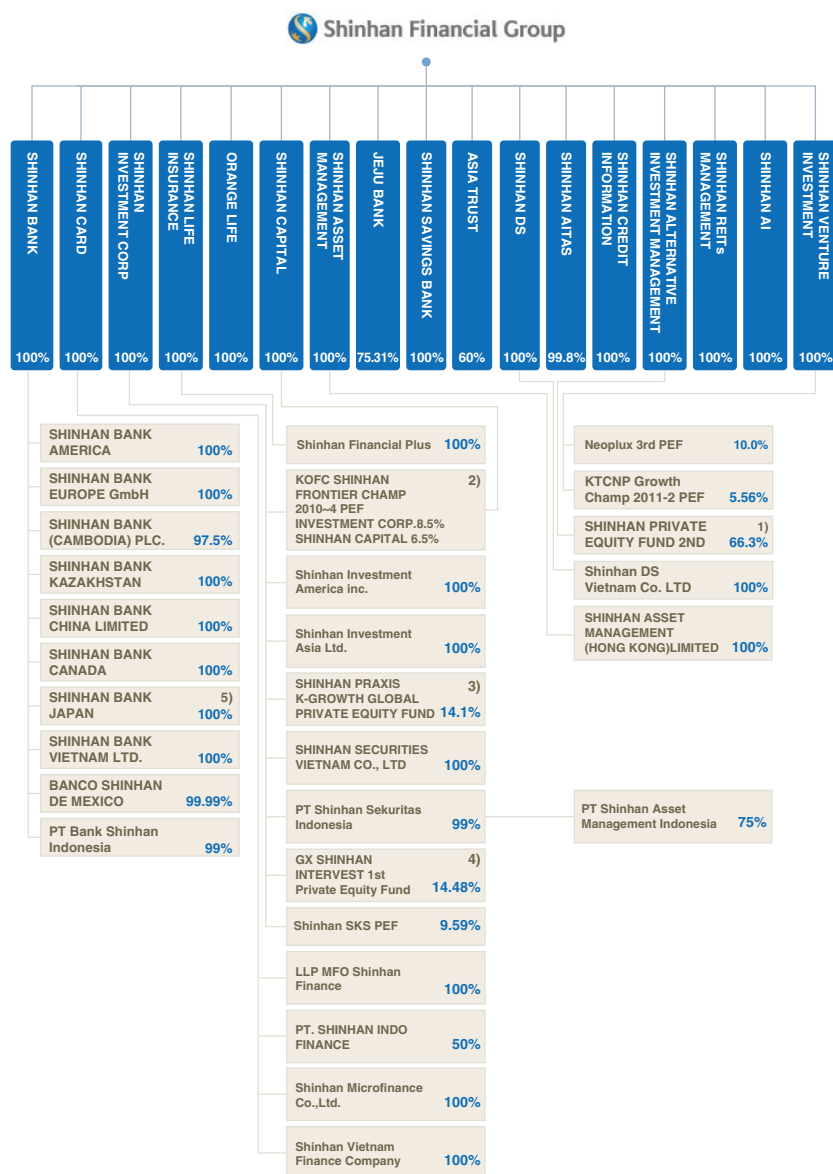 Shinhan Financial Group
SHINHAN BANK
100%
SHINHAN CARD
100%
SHINHAN
INVESTMENT CORP
100%
SHINHAN LIFE
INSURANCE
100%
ORANGE LIFE
100%
SHINHAN CAPITAL
100%
SHINHAN ASSET
MANAGEMENT
100%
JEJU BANK
75.31%
SHINHAN SAVINGS BANK
100%
ASIA TRUST
60%
SHINHAN DS
100%
SHINHAN AITAS
99.8%
SHINHAN CREDIT
INFORMATION
100%
SHINHAN ALTERNATIVE
INVESTMENT MANAGEMENT
100%
SHINHAN REITs
MANAGEMENT
100%
SHINHAN AI
100%
SHINHAN VENTURE
INVESTMENT
100%
SHINHAN BANK
AMERICA 100%
SHINHAN BANK
EUROPE GmbH 100%
SHINHAN BANK
(CAMBODIA) PLC. 97.5%
SHINHAN BANK
KAZAKHSTAN 100%
SHINHAN BANK
CHINA LIMITED 100%
SHINHAN BANK
CANADA 100%
SHINHAN BANK 5)
JAPAN 100%
SHINHAN BANK
VIETNAM LTD. 100%
BANCO SHINHAN
DE MEXICO 99.99%
PT Bank Shinhan
Indonesia 99%
Shinhan Financial Plus 100%
KOFC SHINHAN 2)
FRONTIER CHAMP
2010~4 PEF
INVESTMENT CORP.8.5%
SHINHAN CAPITAL 6.5%
Shinhan Investment
America inc. 100%
Shinhan Investment
Asia Ltd. 100%
SHINHAN PRAXIS 3)
K-GROWTH GLOBAL
PRIVATE EQUITY FUND 14.1%
SHINHAN SECURITIES
VIETNAM CO., LTD 100%
PT Shinhan Sekuritas
Indonesia 99%
GX SHINHAN 4)
INTERVEST 1st
Private Equity Fund 14.48%
Shinhan SKS PEF 9.59%
LLP MFO Shinhan
Finance 100%
PT. SHINHAN INDO
FINANCE 50%
Shinhan Microfinance
Co.,Ltd. 100%
Shinhan Vietnam
Finance Company 100%
Neoplux 3rd PEF 10.0%
KTCNP Growth
Champ 2011-2 PEF 5.56%
SHINHAN PRIVATE 1)
EQUITY FUND 2ND 66.3%
Shinhan DS
Vietnam Co. LTD 100%
SHINHAN ASSET
MANAGEMENT
(HONG KONG)LIMITED 100%
PT Shinhan Asset
Management Indonesia 75%